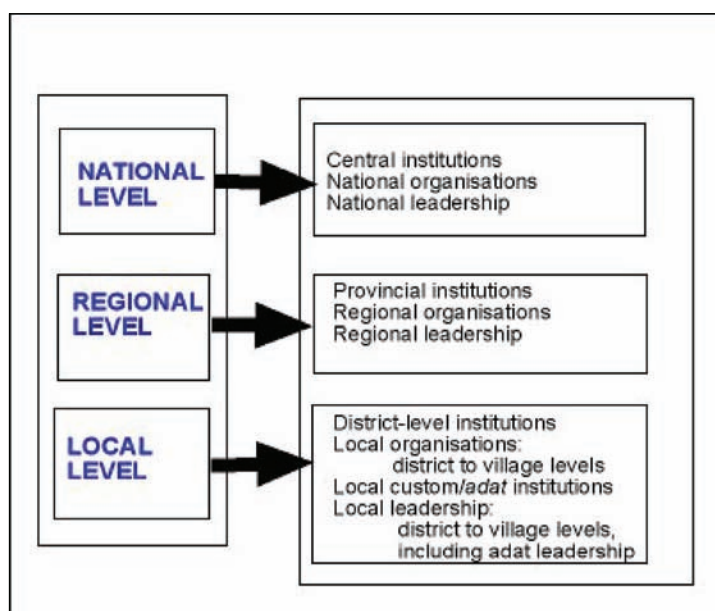 NATIONAL
LEVEL
Central institutions
National organisations
National leadership
REGIONAL
LEVEL
Provincial institutions
Regional organisations
Regional leadership
LOCAL
LEVEL
District-level institutions
Local organisations:
district to village levels
Local custom/adat institutions
Local leadership:
district to village levels,
including adat leadership